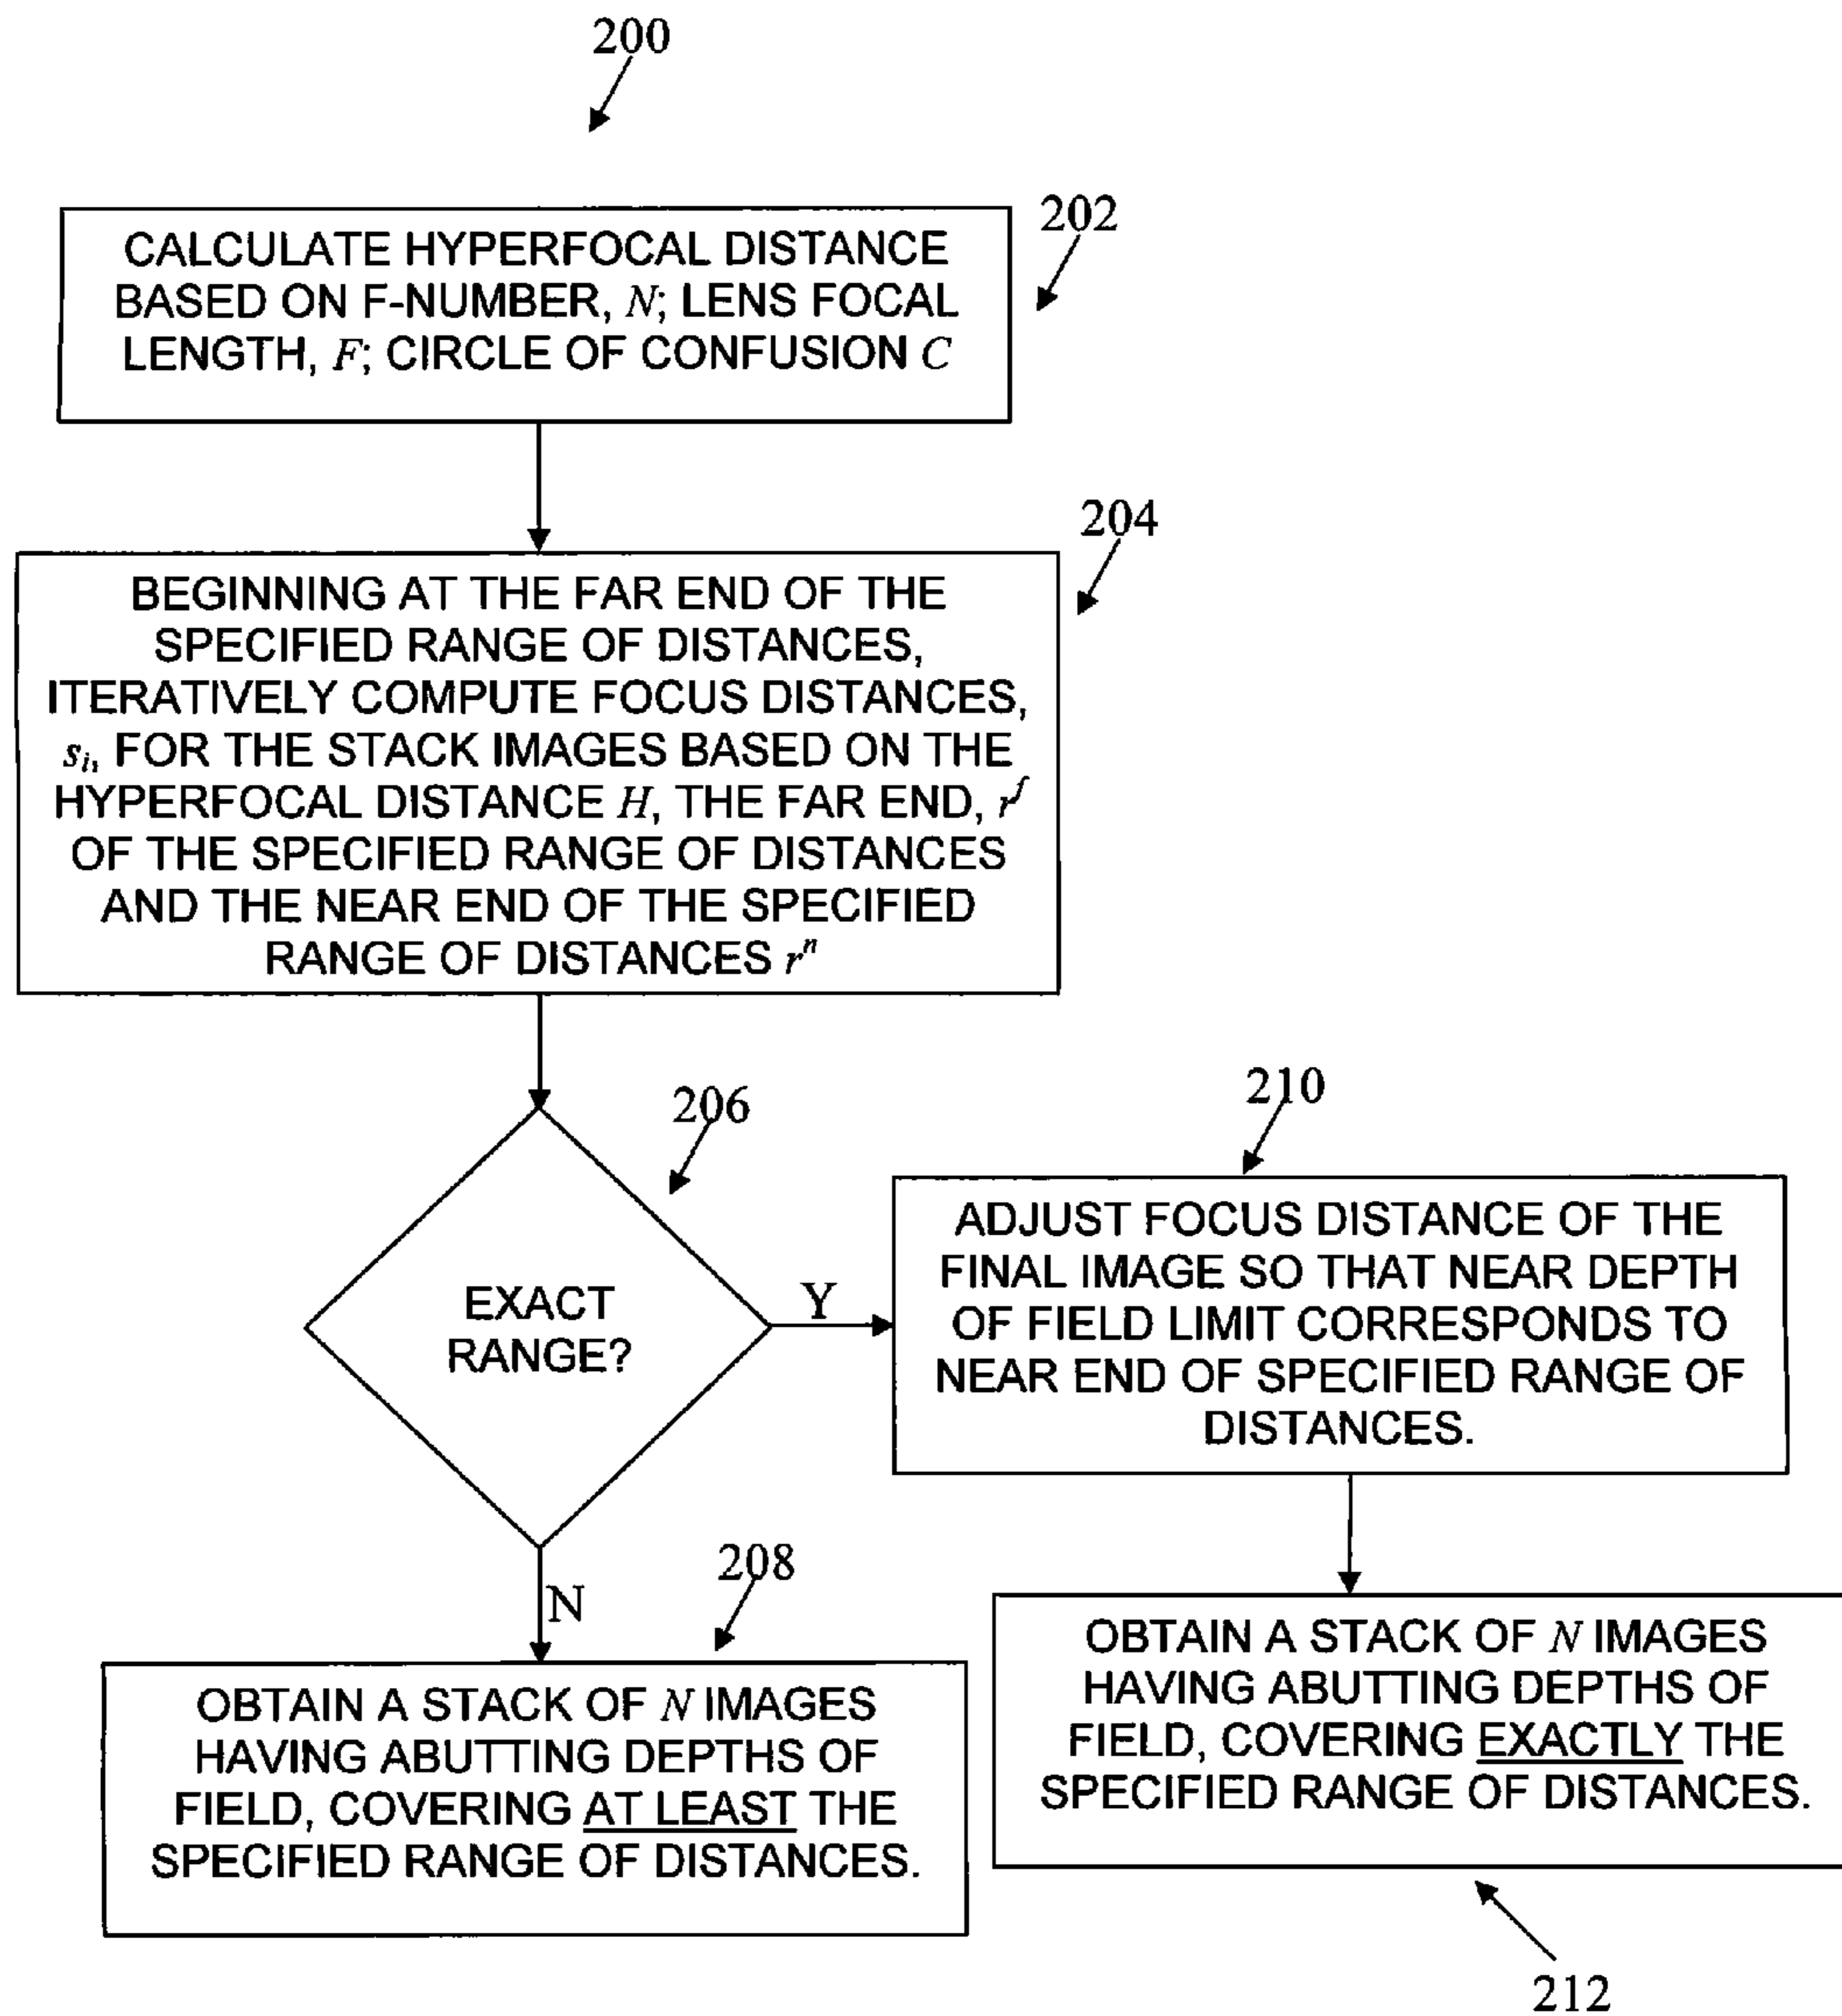 200
202
CALCULATE HYPERFOCAL DISTANCE
BASED ON F-NUMBER, N; LENS FOCAL
LENGTH, F; CIRCLE OF CONFUSION C
204
BEGINNING AT THE FAR END OF THE
SPECIFIED RANGE OF DISTANCES,
ITERATIVELY COMPUTE FOCUS DISTANCES,
s_i, FOR THE STACK IMAGES BASED ON THE
HYPERFOCAL DISTANCE H, THE FAR END, r^f
OF THE SPECIFIED RANGE OF DISTANCES
AND THE NEAR END OF THE SPECIFIED
RANGE OF DISTANCES r^n
206
EXACT
RANGE?
Y
N
210
ADJUST FOCUS DISTANCE OF THE
FINAL IMAGE SO THAT NEAR DEPTH
OF FIELD LIMIT CORRESPONDS TO
NEAR END OF SPECIFIED RANGE OF
DISTANCES.
208
OBTAIN A STACK OF N IMAGES
HAVING ABUTTING DEPTHS OF
FIELD, COVERING AT LEAST THE
SPECIFIED RANGE OF DISTANCES.
OBTAIN A STACK OF N IMAGES
HAVING ABUTTING DEPTHS OF
FIELD, COVERING EXACTLY THE
SPECIFIED RANGE OF DISTANCES.
212